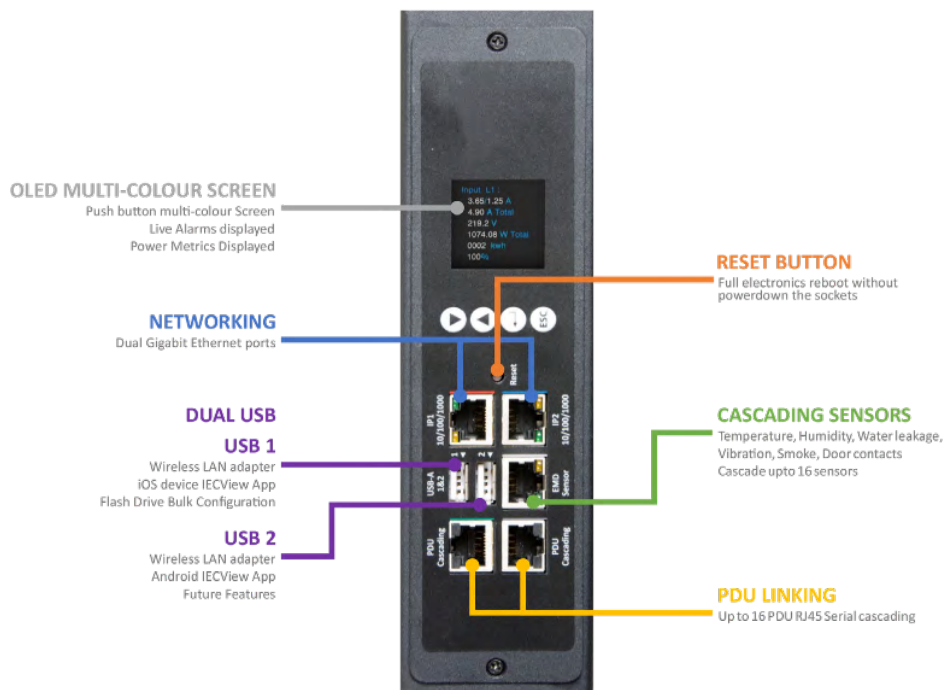 OLED MULTI-COLOUR SCREEN
Push button multi-colour Screen
Live Alarms displayed
Power Metrics Displayed
Input L1:
3.65/1.25 A
4.90 A Total
219.2 V
1074.08 W Total
0002 kwh
100%
RESET BUTTON
Full electronics reboot without
powerdown the sockets
NETWORKING
Dual Gigabit Ethernet ports
ESC
Reset
IP1
10/100/1000
IP2
10/100/1000
DUAL USB
USB 1
Wireless LAN adapter
iOS device IECView App
Flash Drive Bulk Configuration
USB-A
1&2
1
2
EMD
Sensor
CASCADING SENSORS
Temperature, Humidity, Water leakage,
Vibration, Smoke, Door contacts
Cascade upto 16 sensors
USB 2
Wireless LAN adapter
Android IECView App
Future Features
PDU
Cascading
PDU
Cascading
PDU LINKING
Up to 16 PDU RJ45 Serial cascading